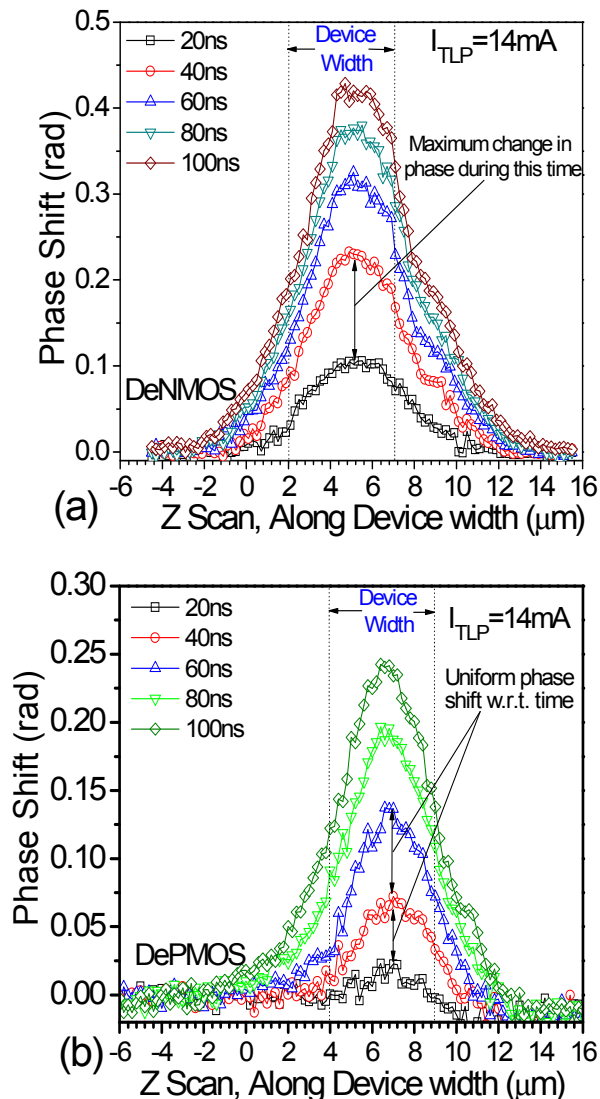 Device
Width
I_TLP=14mA
20ns
40ns
60ns
80ns
100ns
Maximum change in
phase during this time.
DeNMOS
Phase Shift (rad)
0.5
0.4
0.3
0.2
0.1
0.0
-6 -4 -2 0 2 4 6 8 10 12 14 16
(a)
Z Scan, Along Device width (μm)
Device
Width
I_TLP=14mA
20ns
40ns
60ns
80ns
100ns
Uniform phase
shift w.r.t. time
DePMOS
Phase Shift (rad)
0.30
0.25
0.20
0.15
0.10
0.05
0.00
-6 -4 -2 0 2 4 6 8 10 12 14 16
(b)
Z Scan, Along Device width (μm)